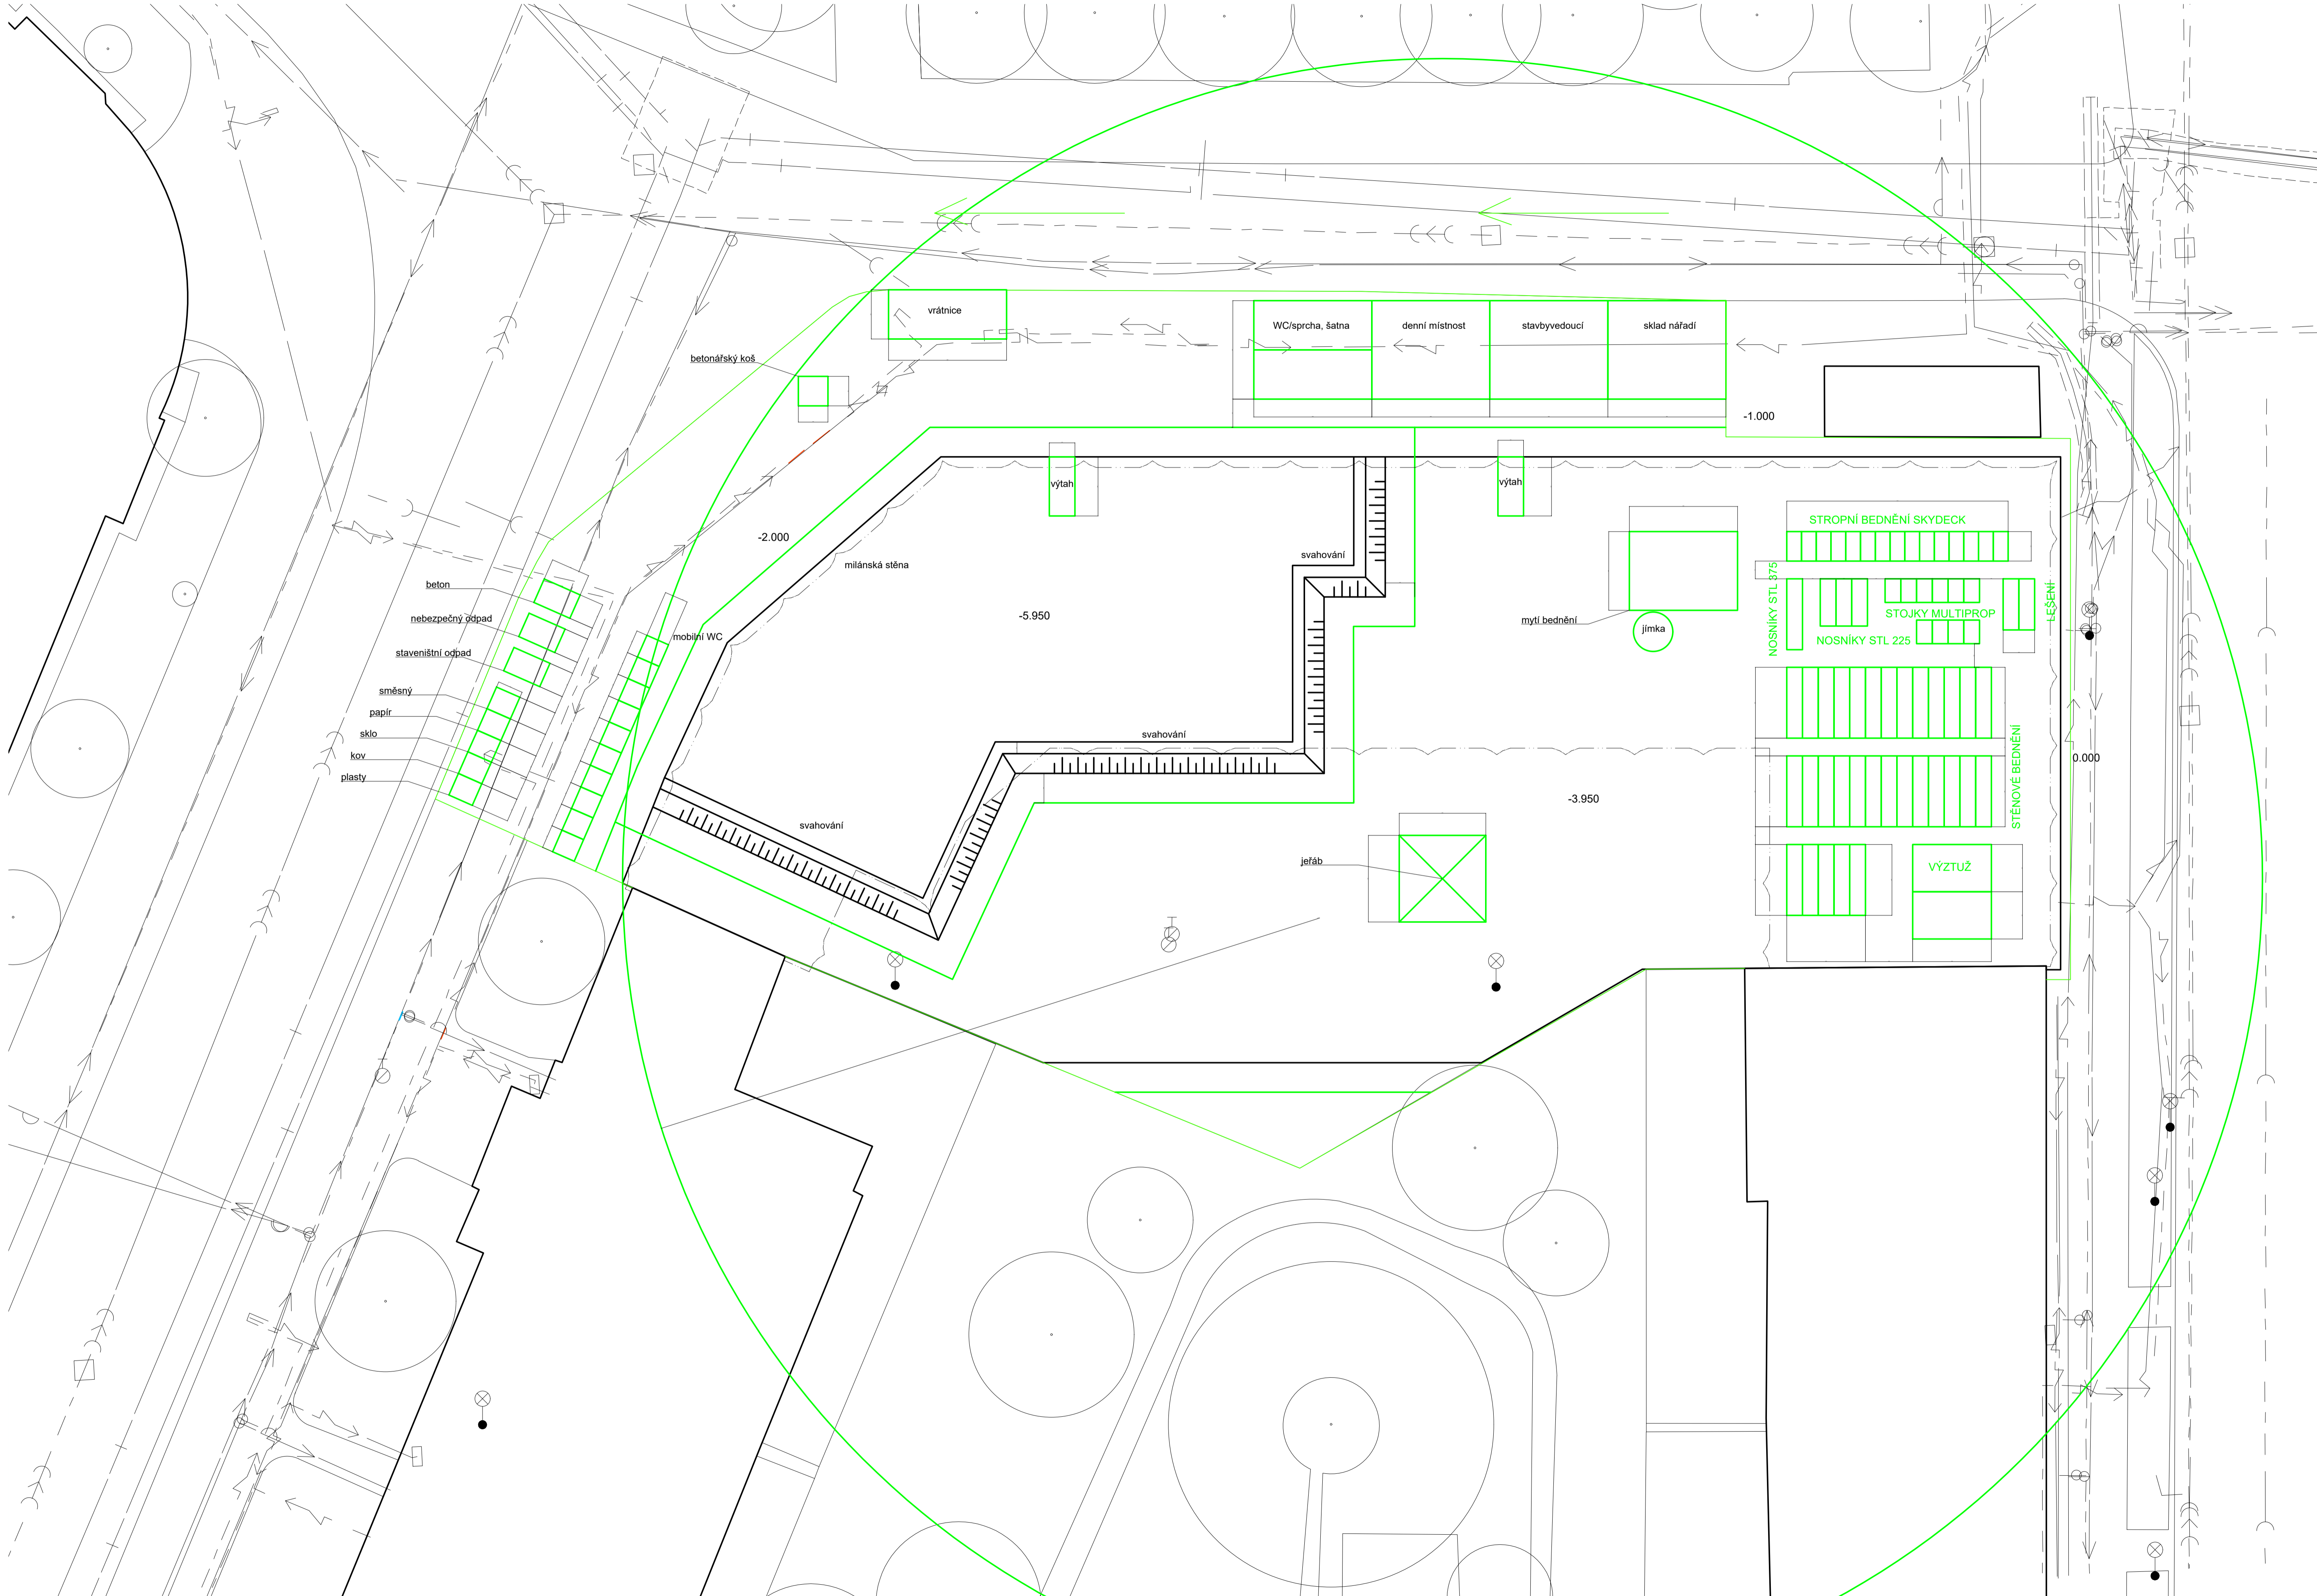 vrátnice
WC/sprcha, šatna
denní místnost
stavbyvedoucí
sklad nářadí
betonářský koš
-1.000
výtah
výtah
STROPNÍ BEDNĚNÍ SKYDECK
-2.000
svahování
milánská stěna
NOSNÍKY STL 375
LEŠENÍ
beton
nebezpečný odpad
-5.950
mytí bednění
jímka
STOJKY MULTIPROP
NOSNÍKY STL 225
mobilní WC
staveništní odpad
směsný
papír
sklo
svahování
kov
plasty
STĚNOVÉ BEDNĚNÍ
0.000
-3.950
svahování
jeřáb
VÝZTUŽ